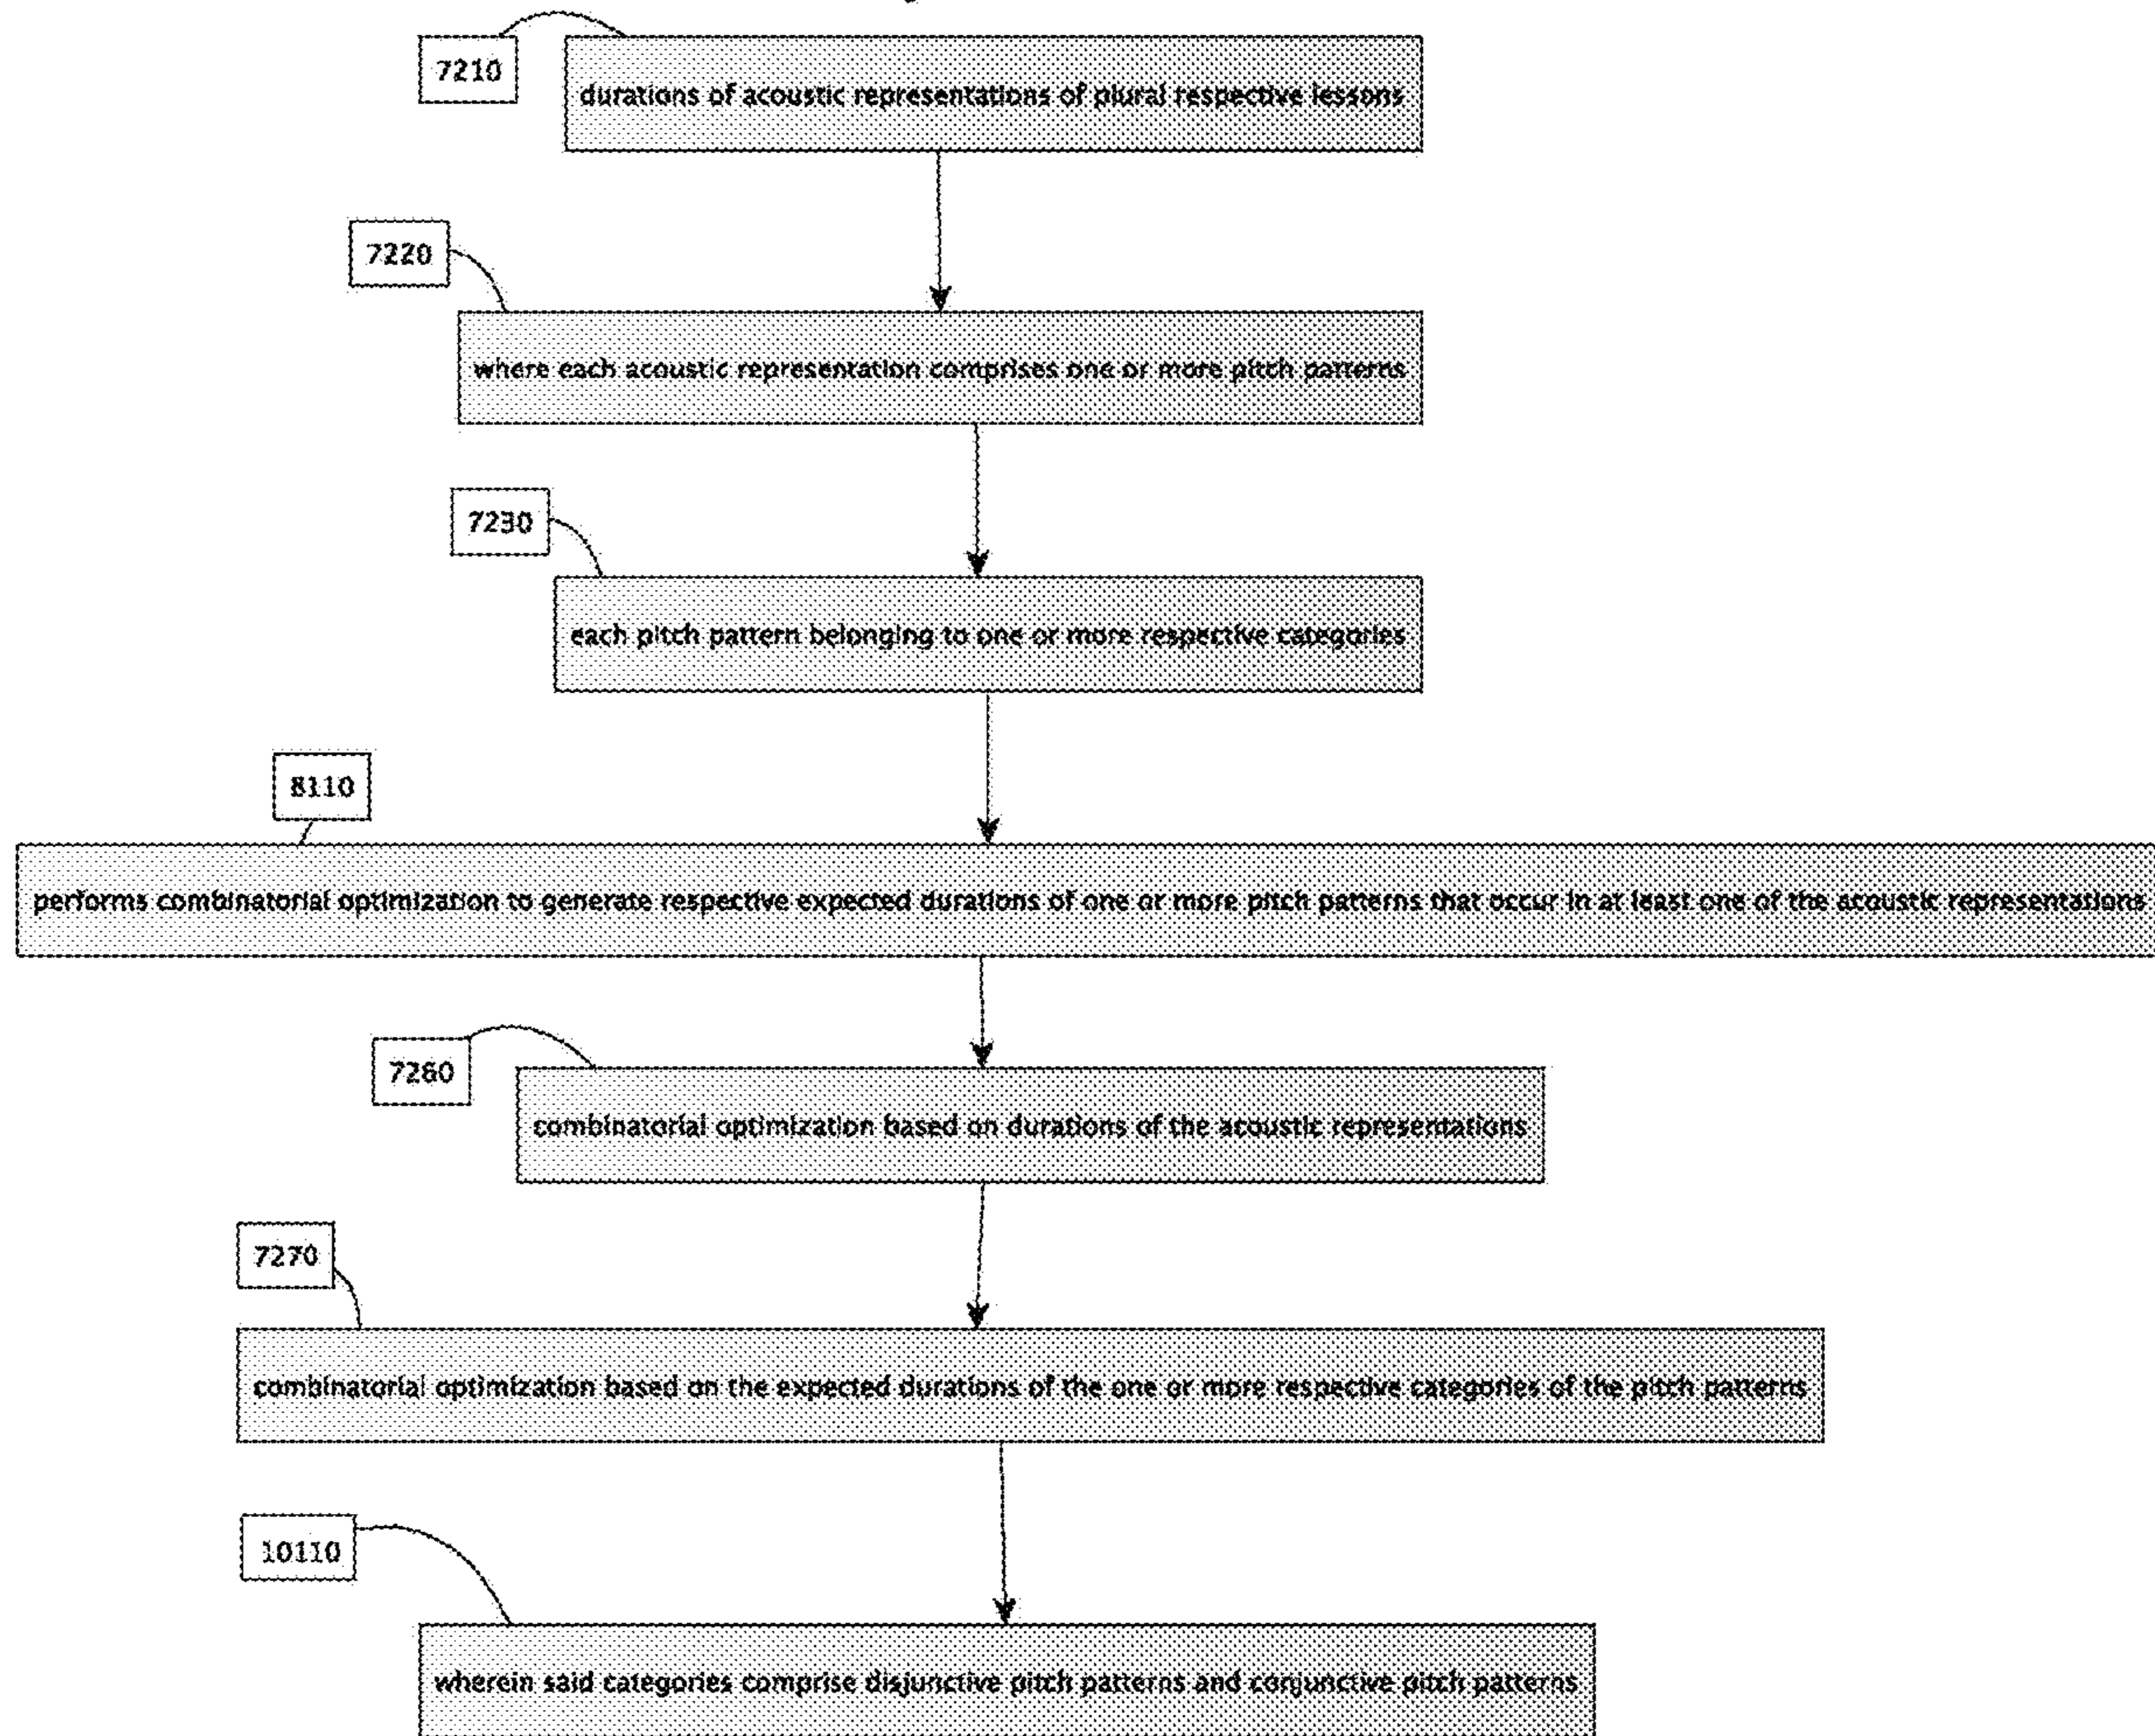 7210
durations of acoustic representations of plural respective lessons
7220
where each acoustic representation comprises one or more pitch patterns
7230
each pitch pattern belonging to one or more respective categories
8110
performs combinatorial optimization to generate respective expected durations of one or more pitch patterns that occur in at least one of the acoustic representations
7260
combinatorial optimization based on durations of the acoustic representations
7270
combinatorial optimization based on the expected durations of the one or more respective categories of the pitch patterns
10110
wherein said categories comprise disjunctive pitch patterns and conjunctive pitch patterns